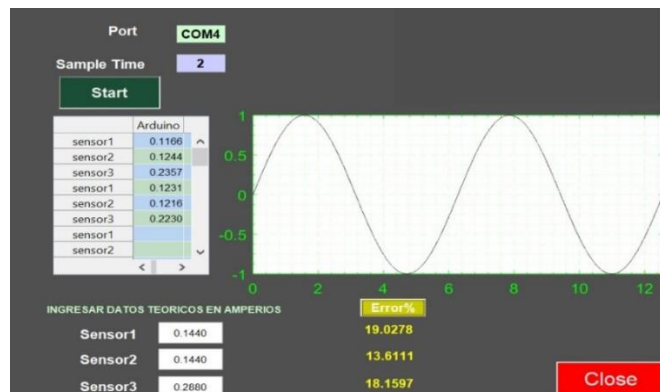 Port COM4
Sample Time 2
Start
Arduino
sensor1 0.1166
sensor2 0.1244
sensor3 0.2357
sensor1 0.1231
sensor2 0.1216
sensor3 0.2230
sensor1
sensor2
1
0.5
0
-0.5
-1
0 2 4 6 8 10 12
INGRESAR DATOS TEORICOS EN AMPERIOS Error%
Sensor1 0.1440 19.0278
Sensor2 0.1440 13.6111
Sensor3 0.2880 18.1597
Close